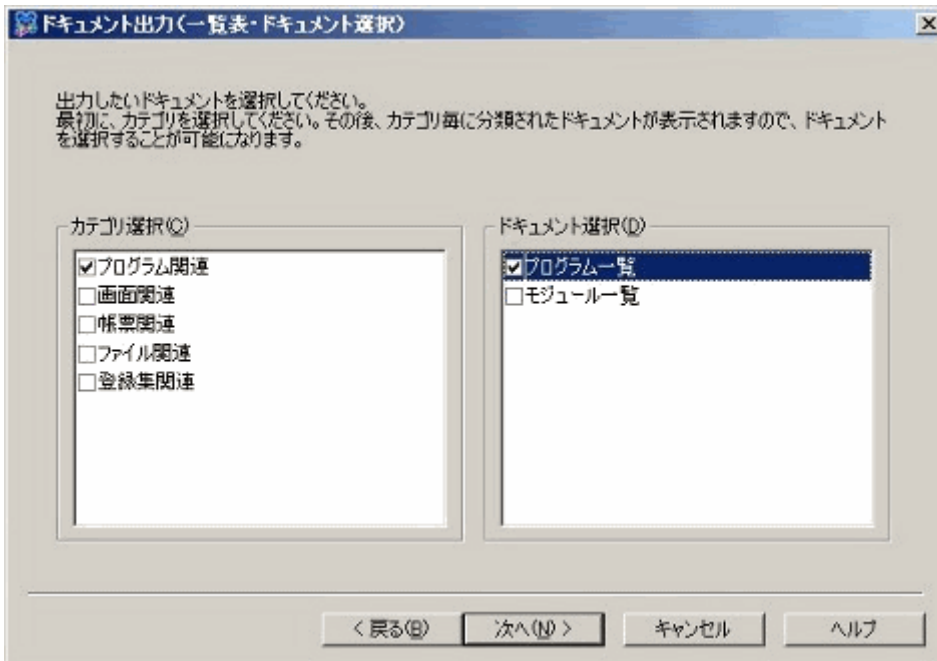 ドキュメント出力(一覧表・ドキュメント選択)
出力したいドキュメントを選択してください。
最初に、カテゴリを選択してください。その後、カテゴリ毎に分類されたドキュメントが表示されますので、ドキュメント
を選択することが可能になります。
カテゴリ選択(C)
プログラム関連
画面関連
帳票関連
ファイル関連
登録集関連
ドキュメント選択(D)
プログラム一覧
モジュール一覧
< 戻る(B)
次へ(N) >
キャンセル
ヘルプ